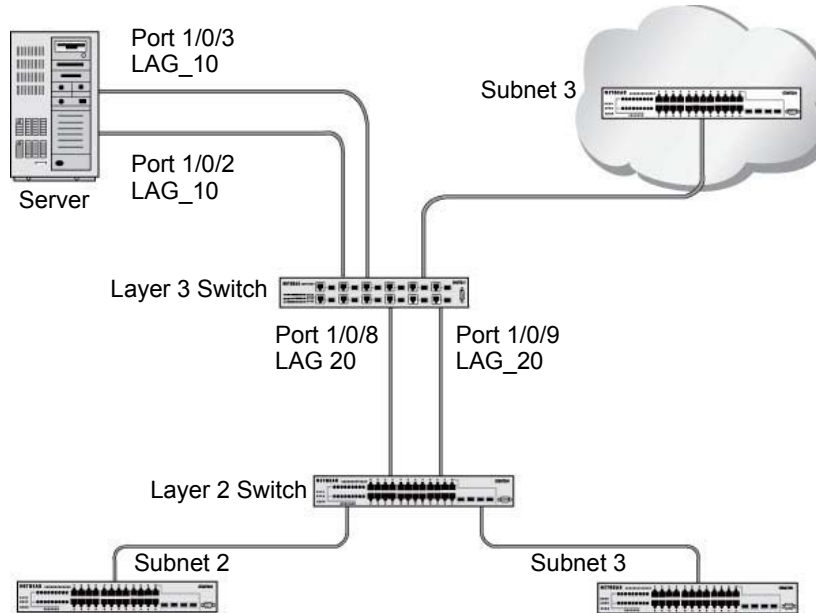 Port 1/0/3
LAG_10
Subnet 3
Port 1/0/2
LAG_10
Server
Layer 3 Switch
Port 1/0/8
LAG 20
Port 1/0/9
LAG_20
Layer 2 Switch
Subnet 2
Subnet 3